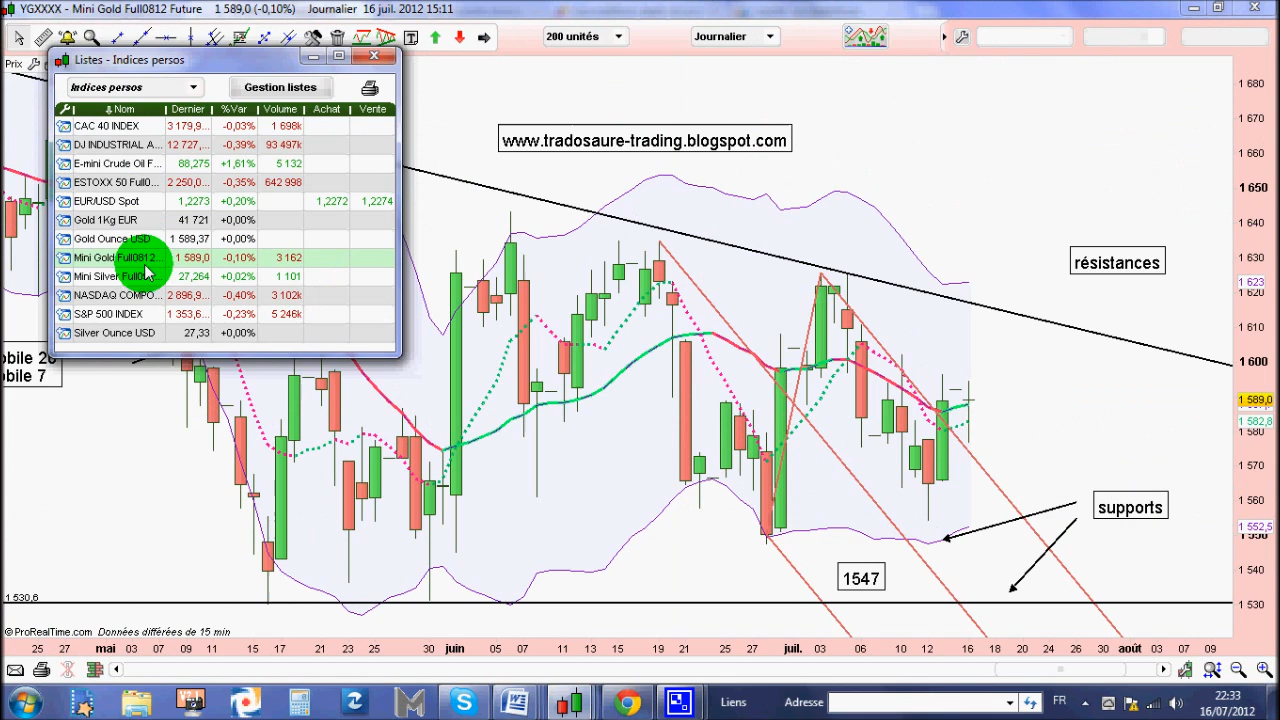 YGXXXX - Mini Gold Full0812 Future    1 589,0 (-0,10%)    Journalier    16 juil. 2012 15:11
200 unités
Journalier
Prix
Listes - Indices persos
Indices persos
Gestion listes
Nom Dernier %Var Volume Achat Vente
CAC 40 INDEX 3 179,9... -0,03% 1 698k
DJ INDUSTRIAL A... 12 727,... -0,39% 93 497k
E-mini Crude Oil F... 88,275 +1,61% 5 132
ESTOXX 50 Full0... 2 250,0... -0,35% 642 998
EUR/USD Spot 1,2273 +0,20% 1,2272 1,2274
Gold 1Kg EUR 41 721 +0,00%
Gold Ounce USD 1 589,37 +0,00%
Mini Gold Full0812... 1 589,0 -0,10% 3 162
Mini Silver Full0... 27,264 +0,02% 1 101
NASDAQ COMPO... 2 896,9... -0,40% 3 102k
S&P 500 INDEX 1 353,6... -0,23% 5 246k
Silver Ounce USD 27,33 +0,00%
obile 20
obile 7
www.tradosaure-trading.blogspot.com
résistances
supports
1547
1 530,6
1 680
1 670
1 660
1 650
1 640
1 630
1 623
1 620
1 610
1 600
1 589,0
1 582,8
1 580
1 570
1 560
1 552,5
1 550
1 540
1 530
©ProRealTime.com Données différées de 15 min
25 27 mai 03 07 09 11 15 17 21 23 25 30 juin 05 07 11 13 15 19 21 25 27 juil. 03 06 10 12 16 18 20 24 26 30 août 03 07 09
Liens
Adresse
FR
22:33
16/07/2012